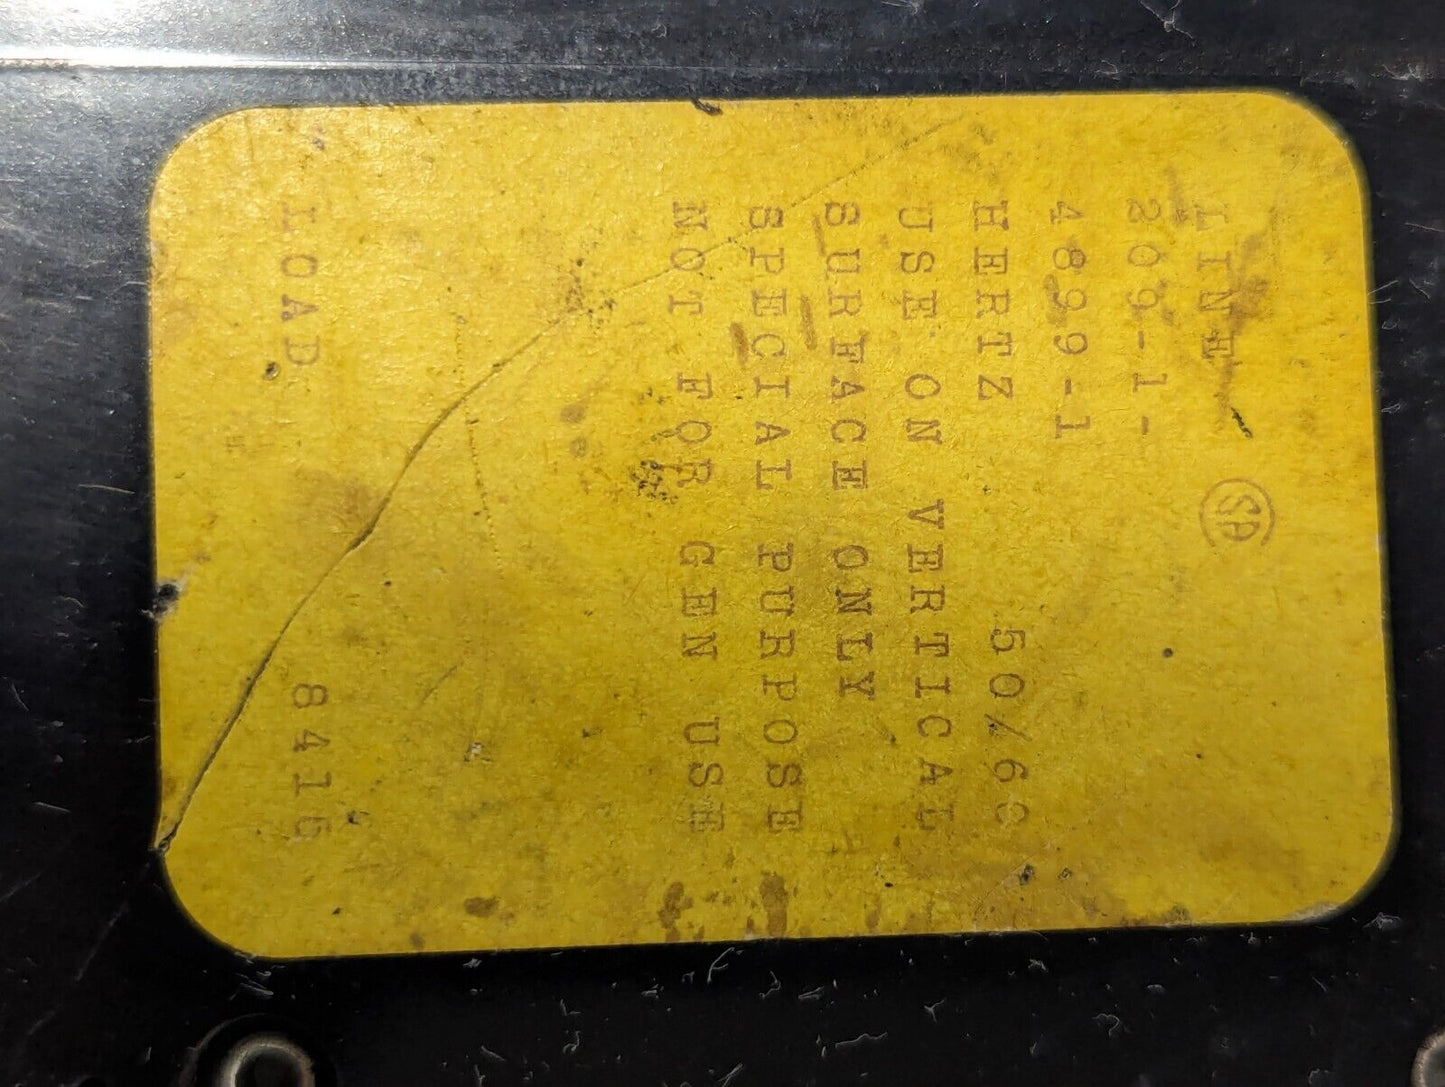 LINE
209-1-
4899-1
HERTZ 50/60
USE ON VERTICAL
SURFACE ONLY
SPECIAL PURPOSE
NOT FOR GEN USE
LOAD 8416